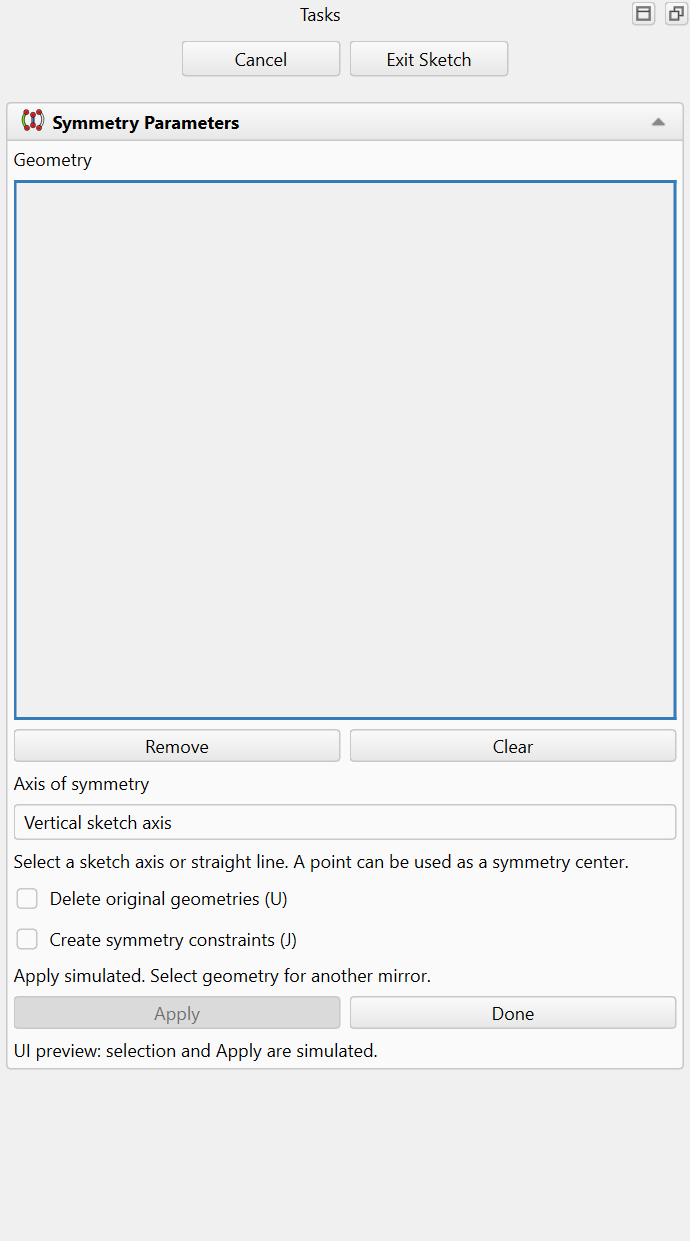 Tasks
Cancel Exit Sketch
Symmetry Parameters
Geometry
Remove Clear
Axis of symmetry
Vertical sketch axis
Select a sketch axis or straight line. A point can be used as a symmetry center.
Delete original geometries (U)
Create symmetry constraints (J)
Apply simulated. Select geometry for another mirror.
Apply Done
UI preview: selection and Apply are simulated.